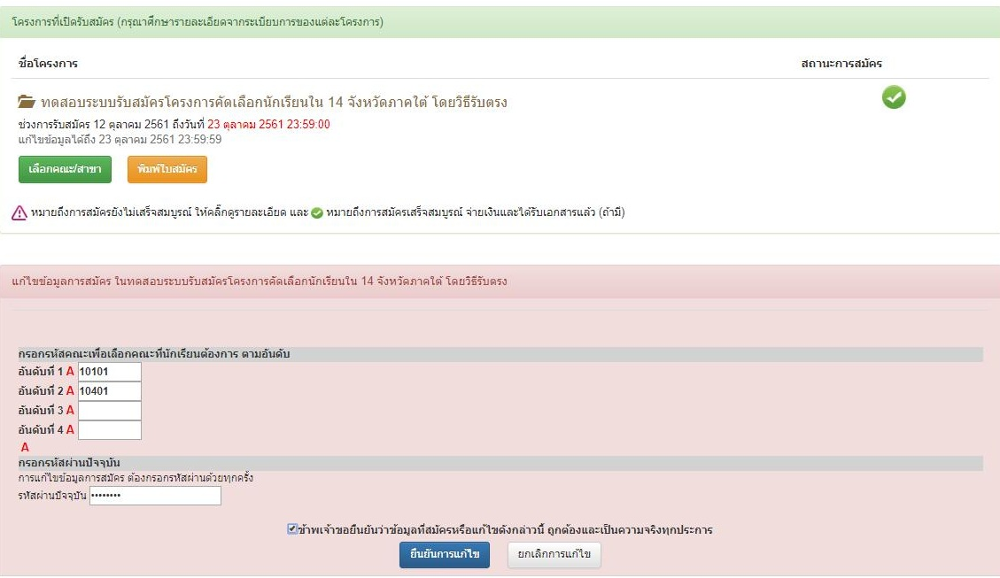 โครงการที่เปิดรับสมัคร (กรุณาศึกษารายละเอียดจากระเบียบการของแต่ละโครงการ)
ชื่อโครงการ สถานะการสมัคร
ทดสอบระบบรับสมัครโครงการคัดเลือกนักเรียนใน 14 จังหวัดภาคใต้ โดยวิธีรับตรง
ช่วงการรับสมัคร 12 ตุลาคม 2561 ถึงวันที่ 23 ตุลาคม 2561 23:59:00
แก้ไขข้อมูลได้ถึง 23 ตุลาคม 2561 23:59:59
เลือกคณะ/สาขา พิมพ์ใบสมัคร
หมายถึงการสมัครยังไม่เสร็จสมบูรณ์ ให้คลิ๊กดูรายละเอียด และ หมายถึงการสมัครเสร็จสมบูรณ์ จ่ายเงินและได้รับเอกสารแล้ว (ถ้ามี)
แก้ไขข้อมูลการสมัคร ในทดสอบระบบรับสมัครโครงการคัดเลือกนักเรียนใน 14 จังหวัดภาคใต้ โดยวิธีรับตรง
กรอกรหัสคณะเพื่อเลือกคณะที่นักเรียนต้องการ ตามอันดับ
อันดับที่ 1 A 10101
อันดับที่ 2 A 10401
อันดับที่ 3 A
อันดับที่ 4 A
A
กรอกรหัสผ่านปัจจุบัน
การแก้ไขข้อมูลการสมัคร ต้องกรอกรหัสผ่านด้วยทุกครั้ง
รหัสผ่านปัจจุบัน ••••••••
ข้าพเจ้าขอยืนยันว่าข้อมูลที่สมัครหรือแก้ไขดังกล่าวนี้ ถูกต้องและเป็นความจริงทุกประการ
ยืนยันการแก้ไข ยกเลิกการแก้ไข